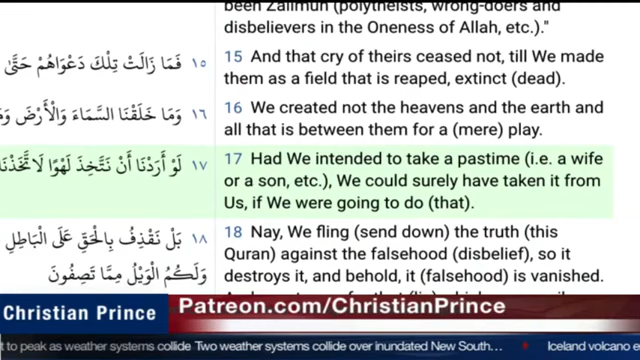 been Zalimun (polytheists, wrong-doers and
disbelievers in the Oneness of Allah, etc.)."
١٥ فَمَا زَالَتْ تِلْكَ دَعْوَاهُمْ حَتَّىٰ
15 And that cry of theirs ceased not, till We made
them as a field that is reaped, extinct (dead).
١٦ وَمَا خَلَقْنَا السَّمَاءَ وَالْأَرْضَ
16 We created not the heavens and the earth and
all that is between them for a (mere) play.
١٧ لَوْ أَرَدْنَا أَنْ نَتَّخِذَ لَهْوًا
17 Had We intended to take a pastime (i.e. a wife
or a son, etc.), We could surely have taken it from
Us, if We were going to do (that).
١٨ بَلْ نَقْذِفُ بِالْحَقِّ عَلَى الْبَاطِلِ
وَلَكُمُ الْوَيْلُ مِمَّا تَصِفُونَ
18 Nay, We fling (send down) the truth (this
Quran) against the falsehood (disbelief), so it
destroys it, and behold, it (falsehood) is vanished.
Christian Prince
Patreon.com/ChristianPrince
t to peak as weather systems collide Two weather systems collide over inundated New South... Iceland volcano e